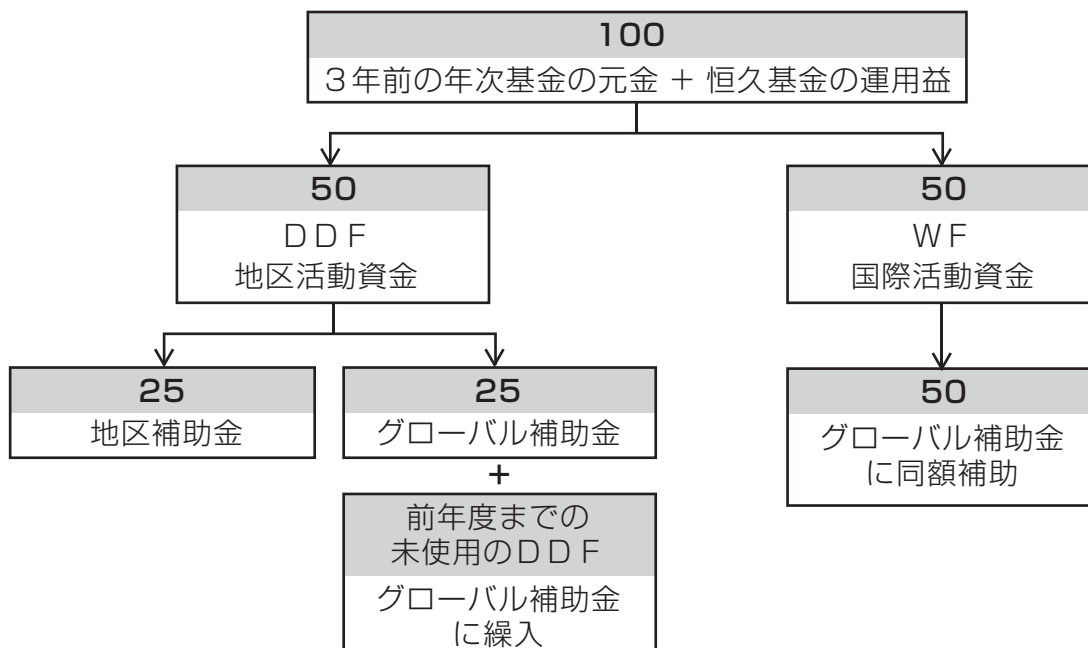 100
3年前の年次基金の元金 + 恒久基金の運用益
50
DDF
地区活動資金
50
WF
国際活動資金
25
地区補助金
25
グローバル補助金
+
前年度までの
未使用のDDF
グローバル補助金
に繰入
50
グローバル補助金
に同額補助